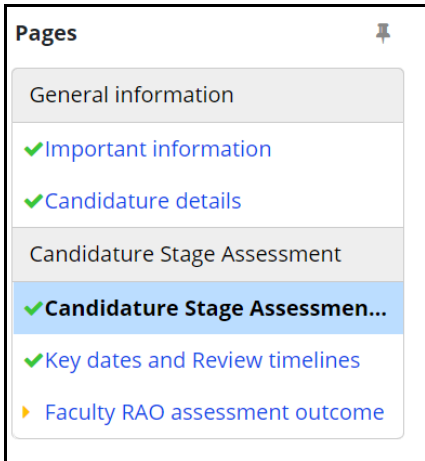 Pages
General information
Important information
Candidature details
Candidature Stage Assessment
Candidature Stage Assessmen...
Key dates and Review timelines
Faculty RAO assessment outcome